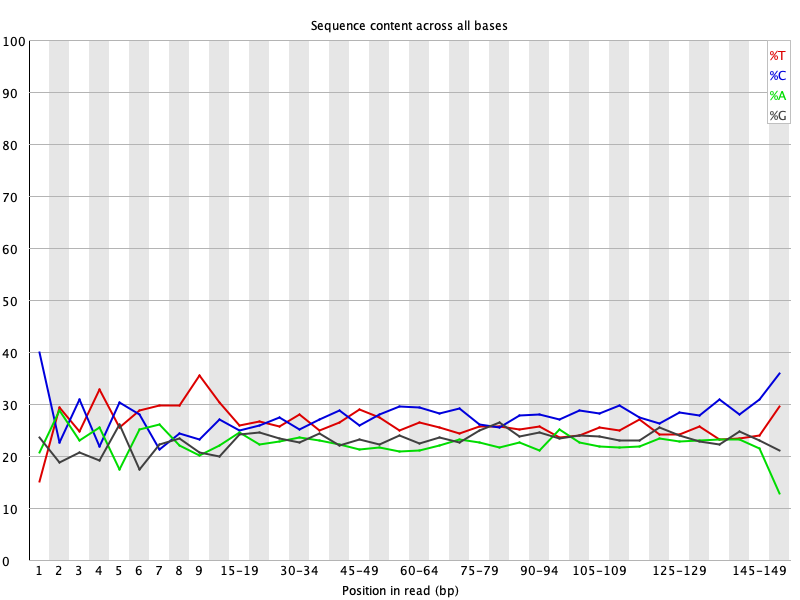 Sequence content across all bases
100
90
80
70
60
50
40
30
20
10
0
%T
%C
%A
%G
1 2 3 4 5 6 7 8 9 15-19 30-34 45-49 60-64 75-79 90-94 105-109 125-129 145-149
Position in read (bp)